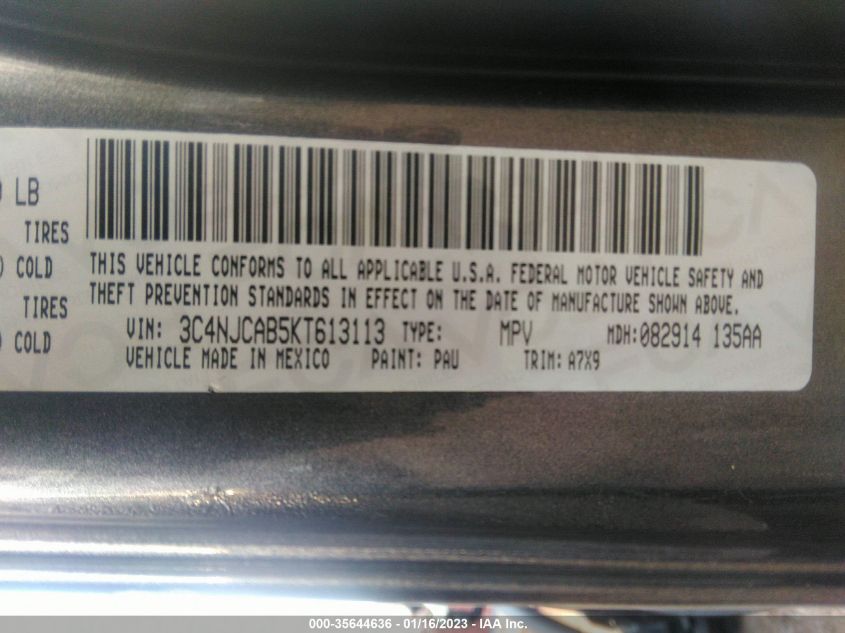 LB
TIRES
COLD
TIRES
COLD
THIS VEHICLE CONFORMS TO ALL APPLICABLE U.S.A. FEDERAL MOTOR VEHICLE SAFETY AND
THEFT PREVENTION STANDARDS IN EFFECT ON THE DATE OF MANUFACTURE SHOWN ABOVE.
VIN: 3C4NJCAB5KT613113 TYPE: MPV MDH:082914 135AA
VEHICLE MADE IN MEXICO PAINT: PAU TRIM: A7X9
000-35644636 - 01/16/2023 - IAA Inc.